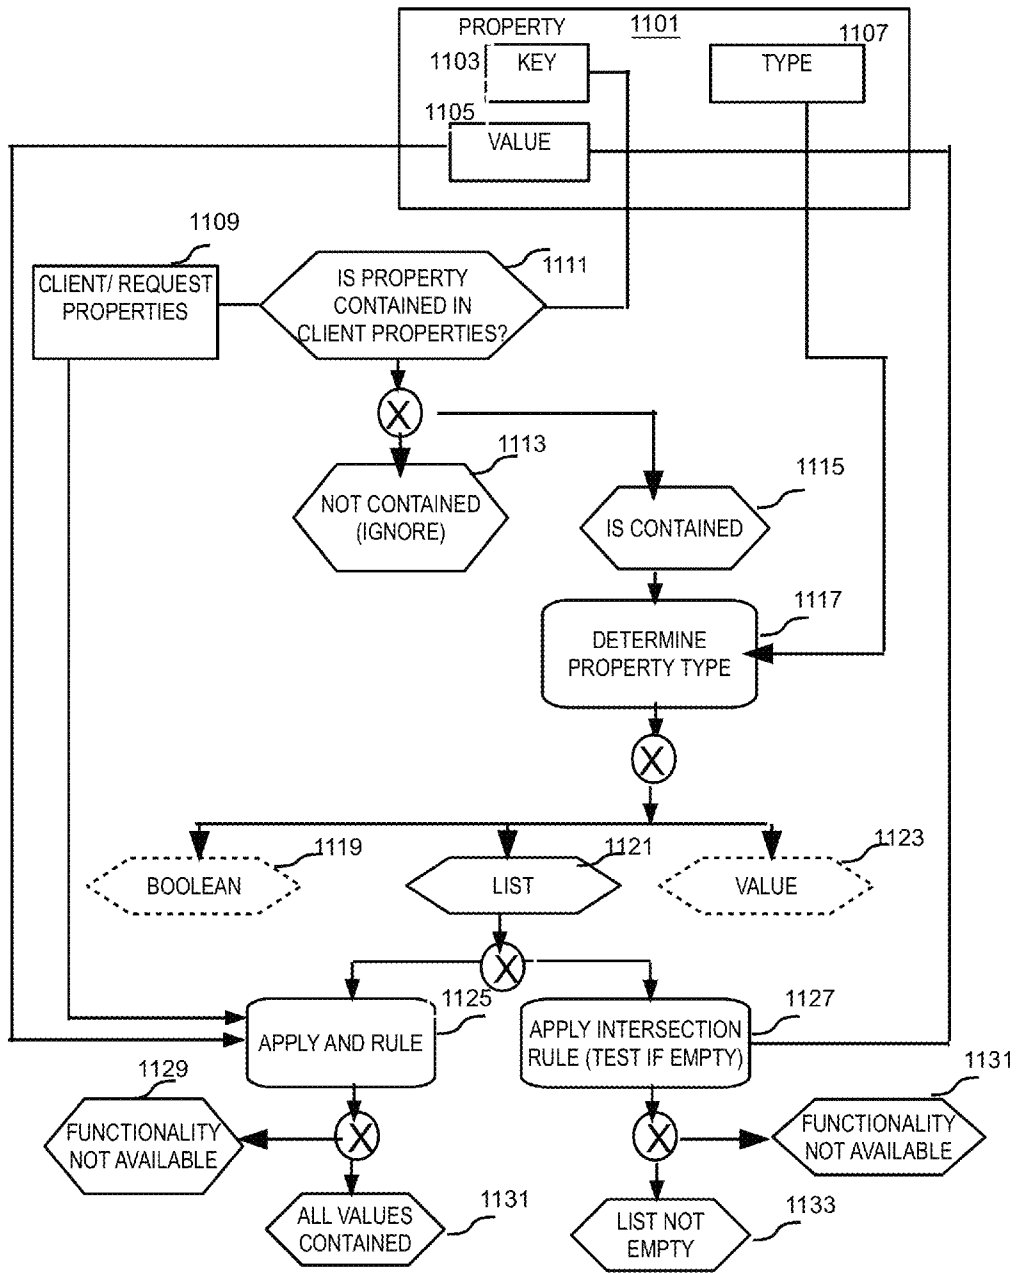 PROPERTY
1101
1107
1103
KEY
TYPE
1105
VALUE
1109
1111
CLIENT/ REQUEST
PROPERTIES
IS PROPERTY
CONTAINED IN
CLIENT PROPERTIES?
X
1113
1115
NOT CONTAINED
(IGNORE)
IS CONTAINED
1117
DETERMINE
PROPERTY TYPE
X
1119
1121
1123
BOOLEAN
LIST
VALUE
X
1125
1127
APPLY AND RULE
APPLY INTERSECTION
RULE (TEST IF EMPTY)
1129
1131
FUNCTIONALITY
NOT AVAILABLE
X
X
FUNCTIONALITY
NOT AVAILABLE
1131
1133
ALL VALUES
CONTAINED
LIST NOT
EMPTY